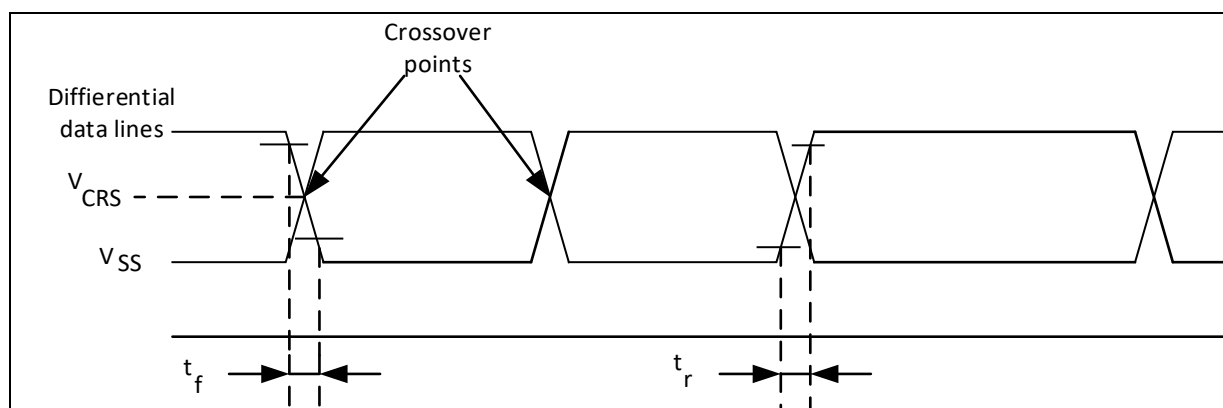 Crossover
points
Diffierential
data lines
V CRS
V SS
t f
t r